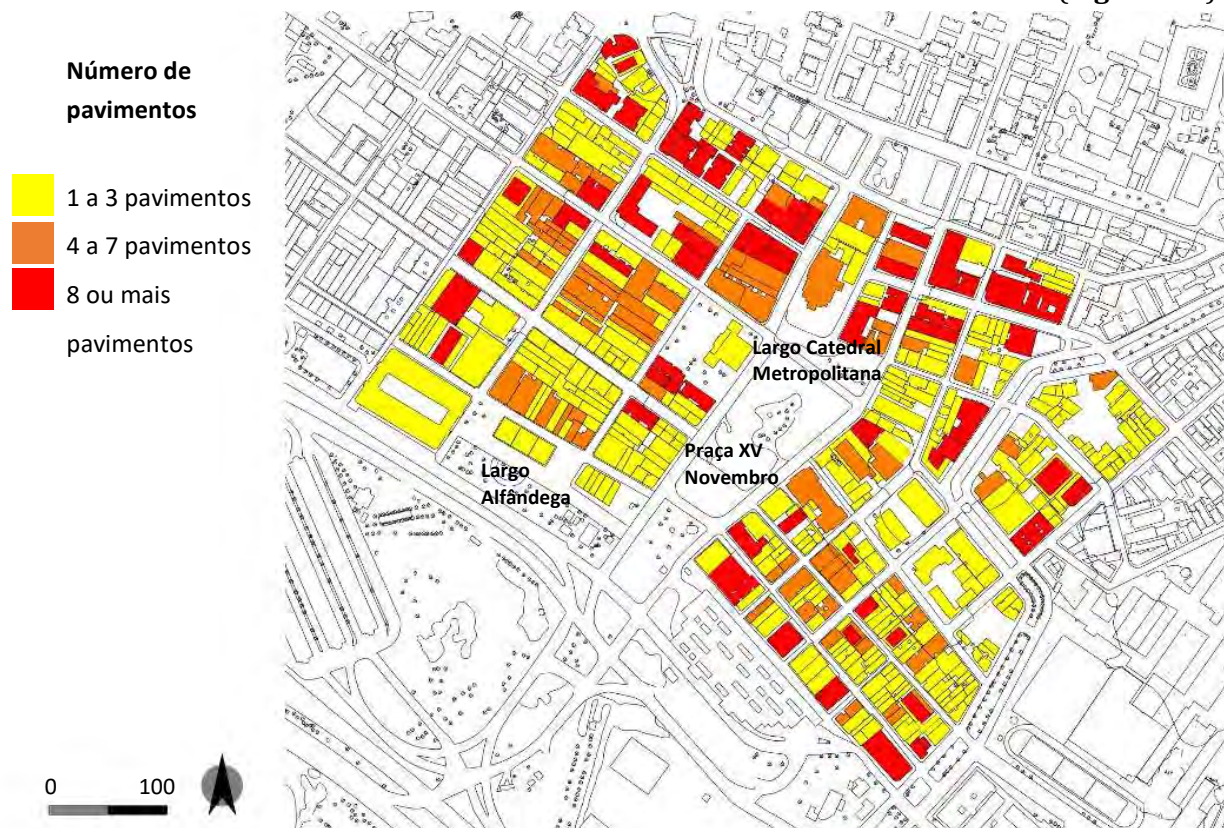 Número de
pavimentos
1 a 3 pavimentos
4 a 7 pavimentos
8 ou mais
pavimentos
Largo Catedral
Metropolitana
Praça XV
Novembro
Largo
Alfândega
0 100